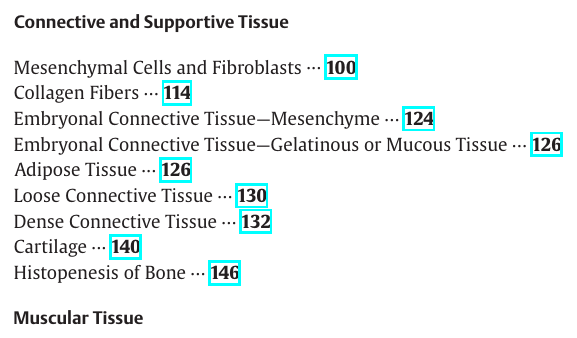 Connective and Supportive Tissue
Mesenchymal Cells and Fibroblasts ··· 100
Collagen Fibers ··· 114
Embryonal Connective Tissue—Mesenchyme ··· 124
Embryonal Connective Tissue—Gelatinous or Mucous Tissue ··· 126
Adipose Tissue ··· 126
Loose Connective Tissue ··· 130
Dense Connective Tissue ··· 132
Cartilage ··· 140
Histopenesis of Bone ··· 146
Muscular Tissue